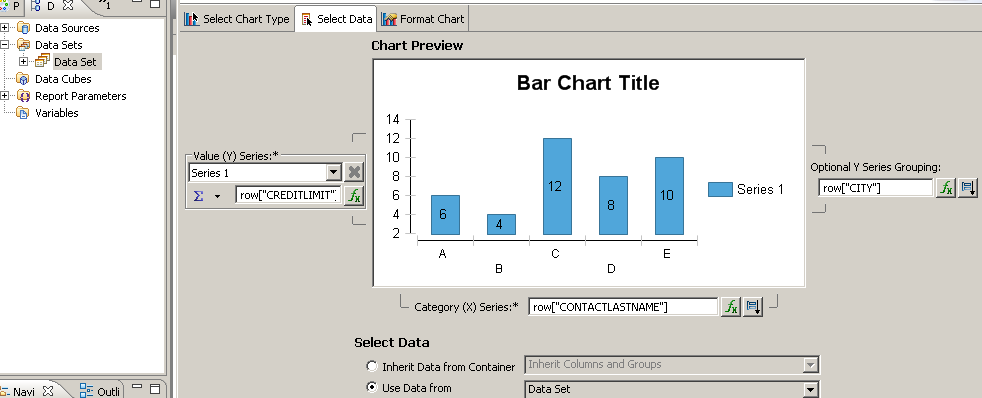 P D 1
Select Chart Type Select Data Format Chart
Data Sources
Data Sets
Data Set
Data Cubes
Report Parameters
Variables
Chart Preview
Bar Chart Title
14
12
10
8
6
4
2
6
4
12
8
10
A
B
C
D
E
Series 1
Value (Y) Series:*
Series 1
Σ row["CREDITLIMIT"] fx
Optional Y Series Grouping:
row["CITY"] fx
Category (X) Series:* row["CONTACTLASTNAME"] fx
Select Data
Inherit Data from Container Inherit Columns and Groups
Use Data from Data Set
Navi Outli